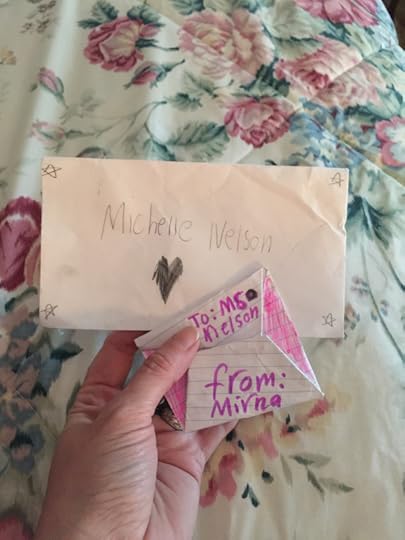 Michelle Nelson
To: Ms
Nelson
from:
Mirna